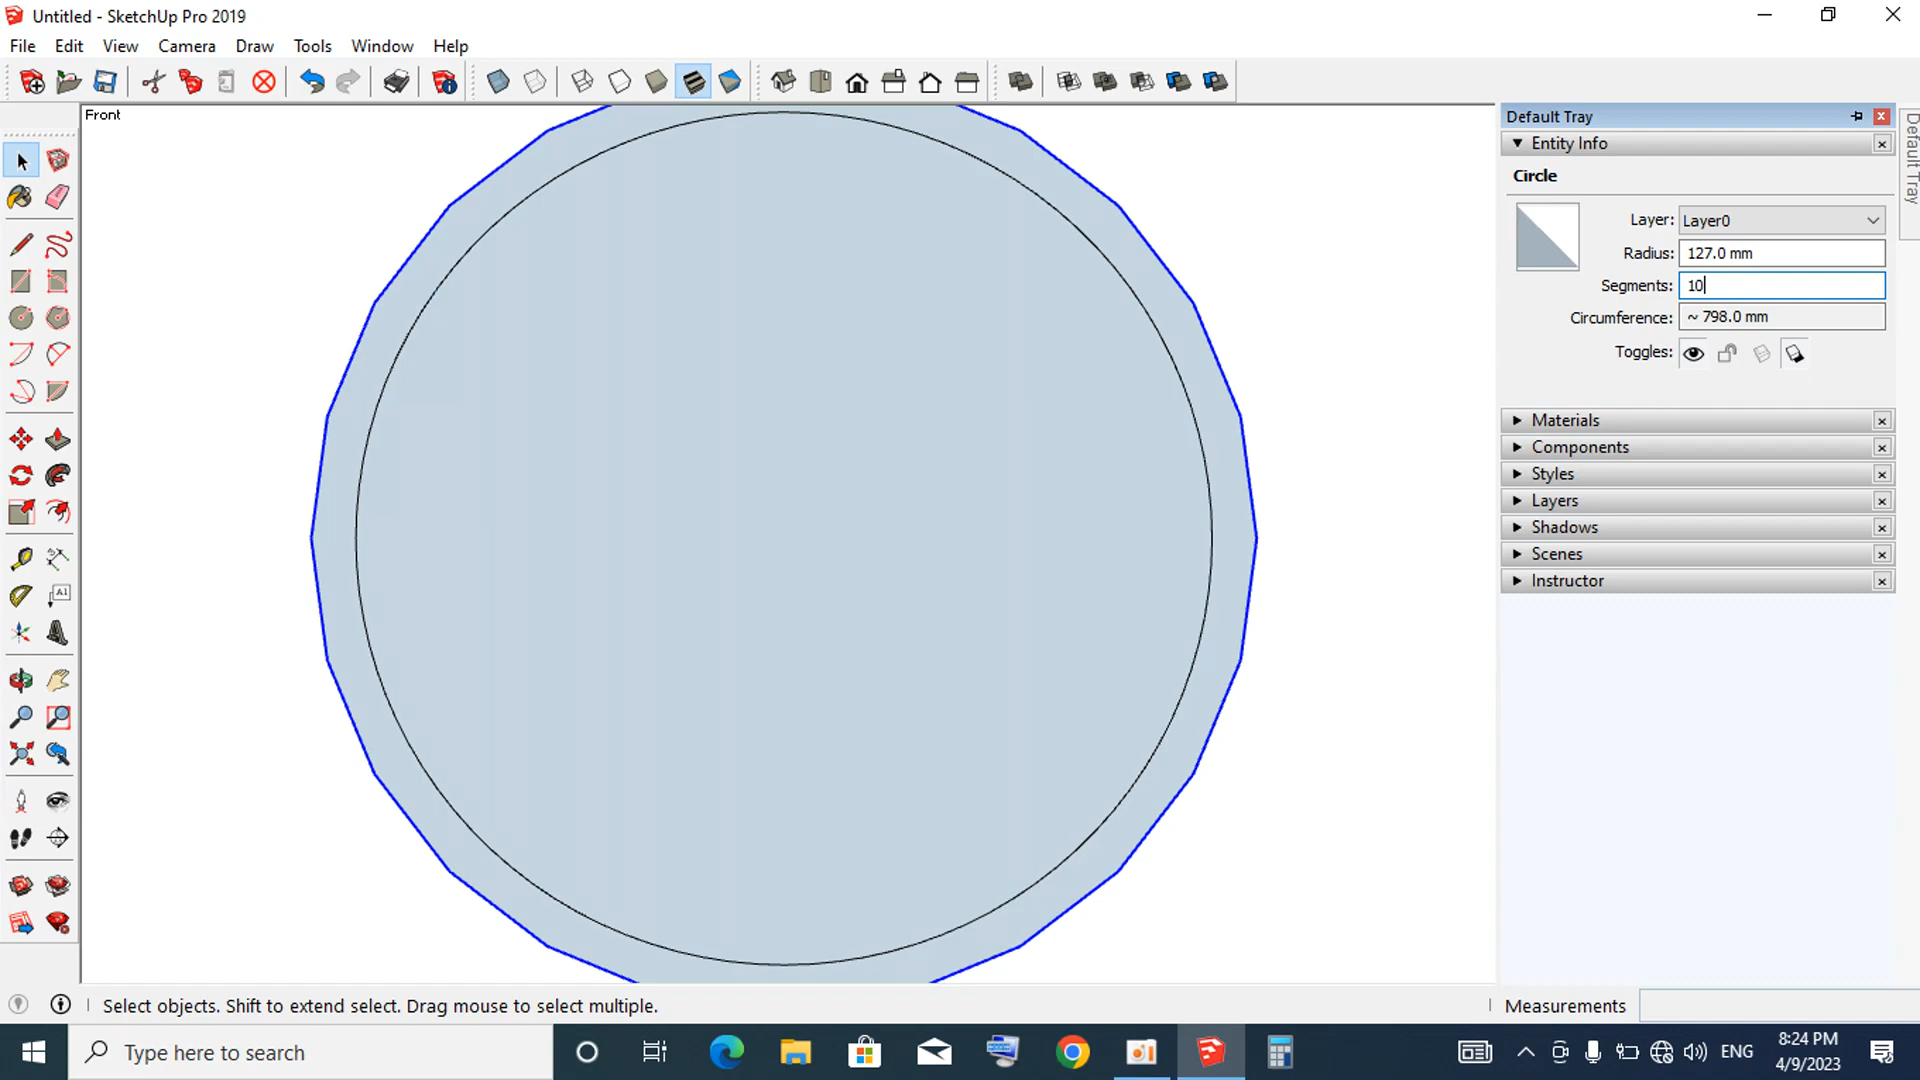 Untitled - SketchUp Pro 2019
File Edit View Camera Draw Tools Window Help
Front
Default Tray
Default Tray
Entity Info
Circle
Layer: Layer0
Radius: 127.0 mm
Segments: 10
Circumference: ~ 798.0 mm
Toggles:
Materials
Components
Styles
Layers
Shadows
Scenes
Instructor
A1
Select objects. Shift to extend select. Drag mouse to select multiple.
Measurements
Type here to search
ENG
8:24 PM
4/9/2023